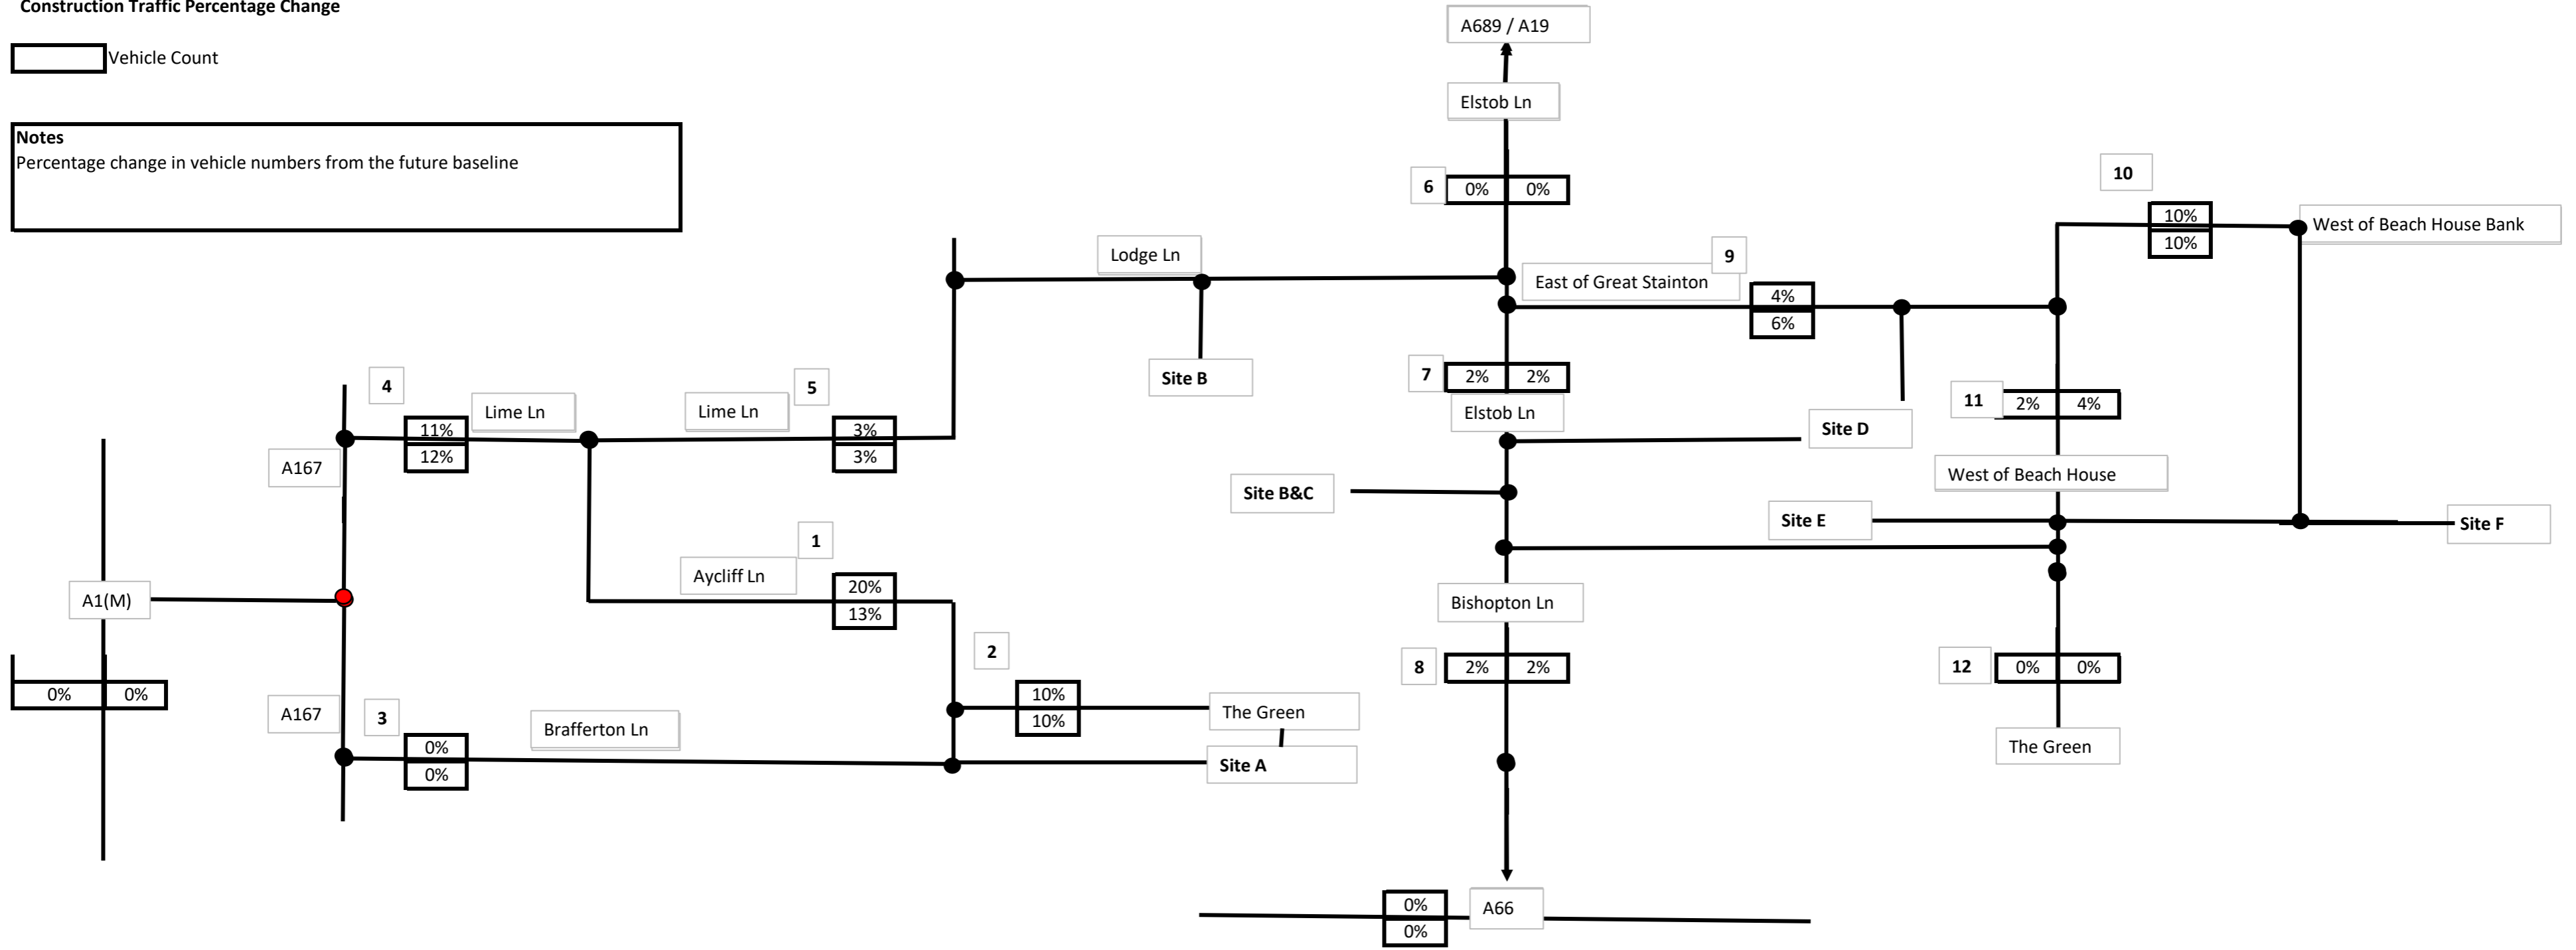 Construction Traffic Percentage Change
Vehicle Count
Notes
Percentage change in vehicle numbers from the future baseline
A689 / A19
Elstob Ln
6
0% 0%
10
10%
10%
West of Beach House Bank
Lodge Ln
9
East of Great Stainton
4%
6%
Site B
7
2% 2%
Elstob Ln
4
Lime Ln
11%
12%
Lime Ln
5
3%
3%
A167
11
2% 4%
Site D
West of Beach House
Site B&C
Site E
Site F
1
Aycliff Ln
20%
13%
A1(M)
Bishopton Ln
2
10%
10%
The Green
8
2% 2%
12
0% 0%
The Green
0% 0%
A167
3
0%
0%
Brafferton Ln
Site A
A66
0%
0%